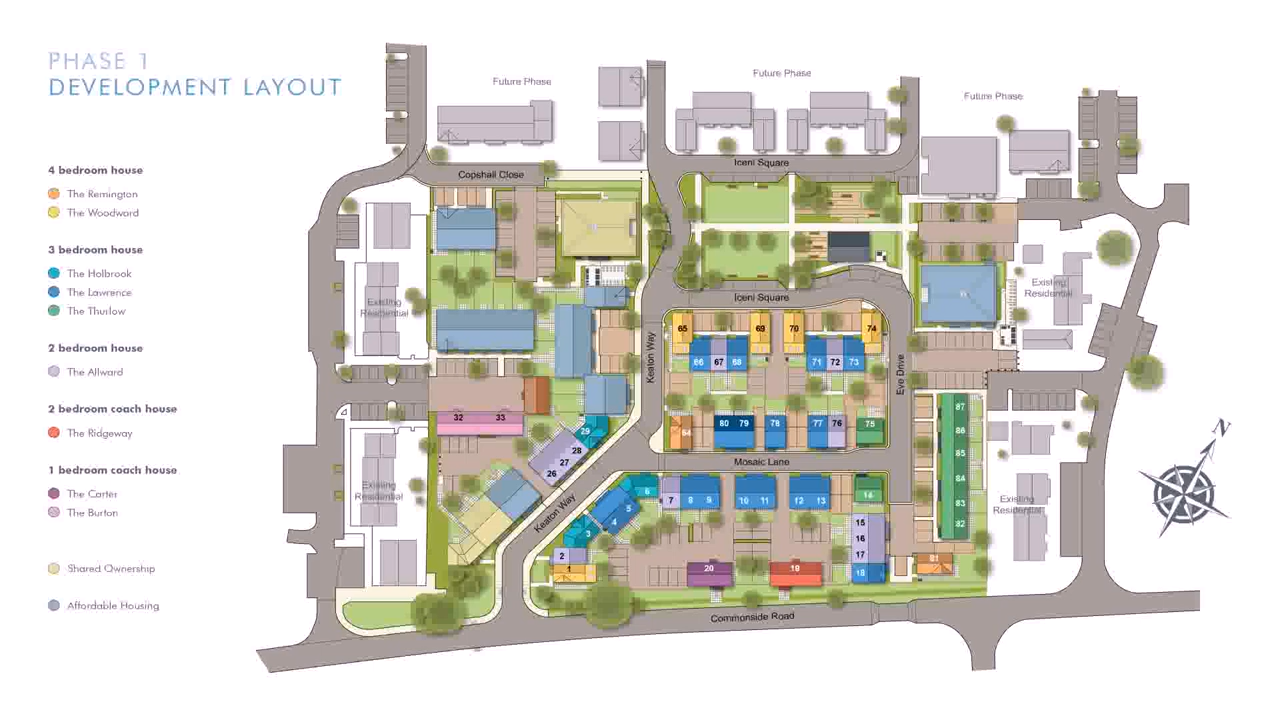 PHASE 1
DEVELOPMENT LAYOUT
4 bedroom house
The Remington
The Woodward
3 bedroom house
The Holbrook
The Lawrence
The Thurlow
2 bedroom house
The Allward
2 bedroom coach house
The Ridgeway
1 bedroom coach house
The Carter
The Burton
Shared Ownership
Affordable Housing
Future Phase
Future Phase
Future Phase
Copshall Close
Iceni Square
Iceni Square
Existing
Residential
Existing
Residential
Existing
Residential
Existing
Residential
Keaton Way
Eve Drive
Mosaic Lane
Keaton Way
Commonside Road
N
65
69
70
74
66
67
68
71
72
73
80
79
78
77
76
75
32
33
29
28
27
26
87
86
85
84
83
82
81
6
7
8
9
10
11
12
13
14
5
4
3
2
1
15
16
17
18
20
19